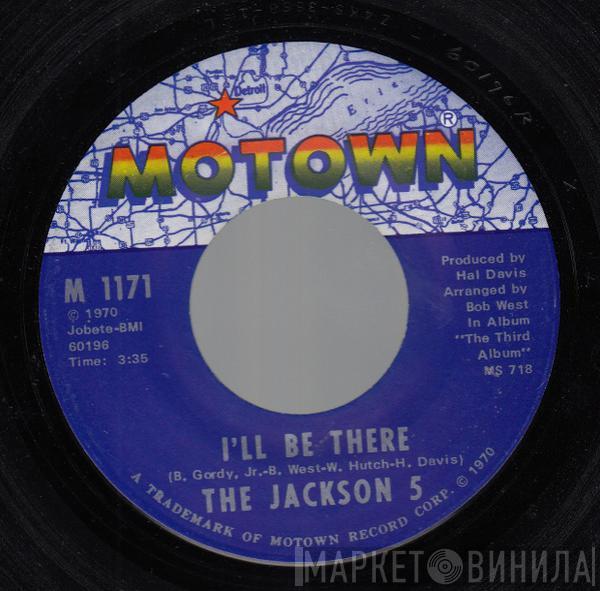 60196R
Detroit
Erie
MOTOWN®
M 1171
© 1970
Jobete-BMI
60196
Time: 3:35
Produced by
Hal Davis
Arranged by
Bob West
In Album
"The Third
Album"
MS 718
I'LL BE THERE
(B. Gordy, Jr.-B. West-W. Hutch-H. Davis)
THE JACKSON 5
A TRADEMARK OF MOTOWN RECORD CORP. © 1970
МАРКЕТ ВИНИЛА